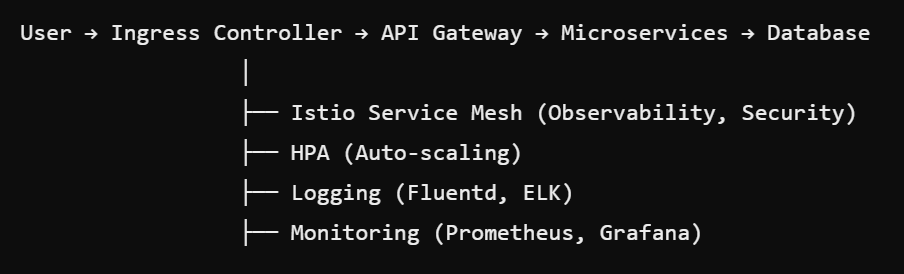 User → Ingress Controller → API Gateway → Microservices → Database
│
├── Istio Service Mesh (Observability, Security)
├── HPA (Auto-scaling)
├── Logging (Fluentd, ELK)
├── Monitoring (Prometheus, Grafana)